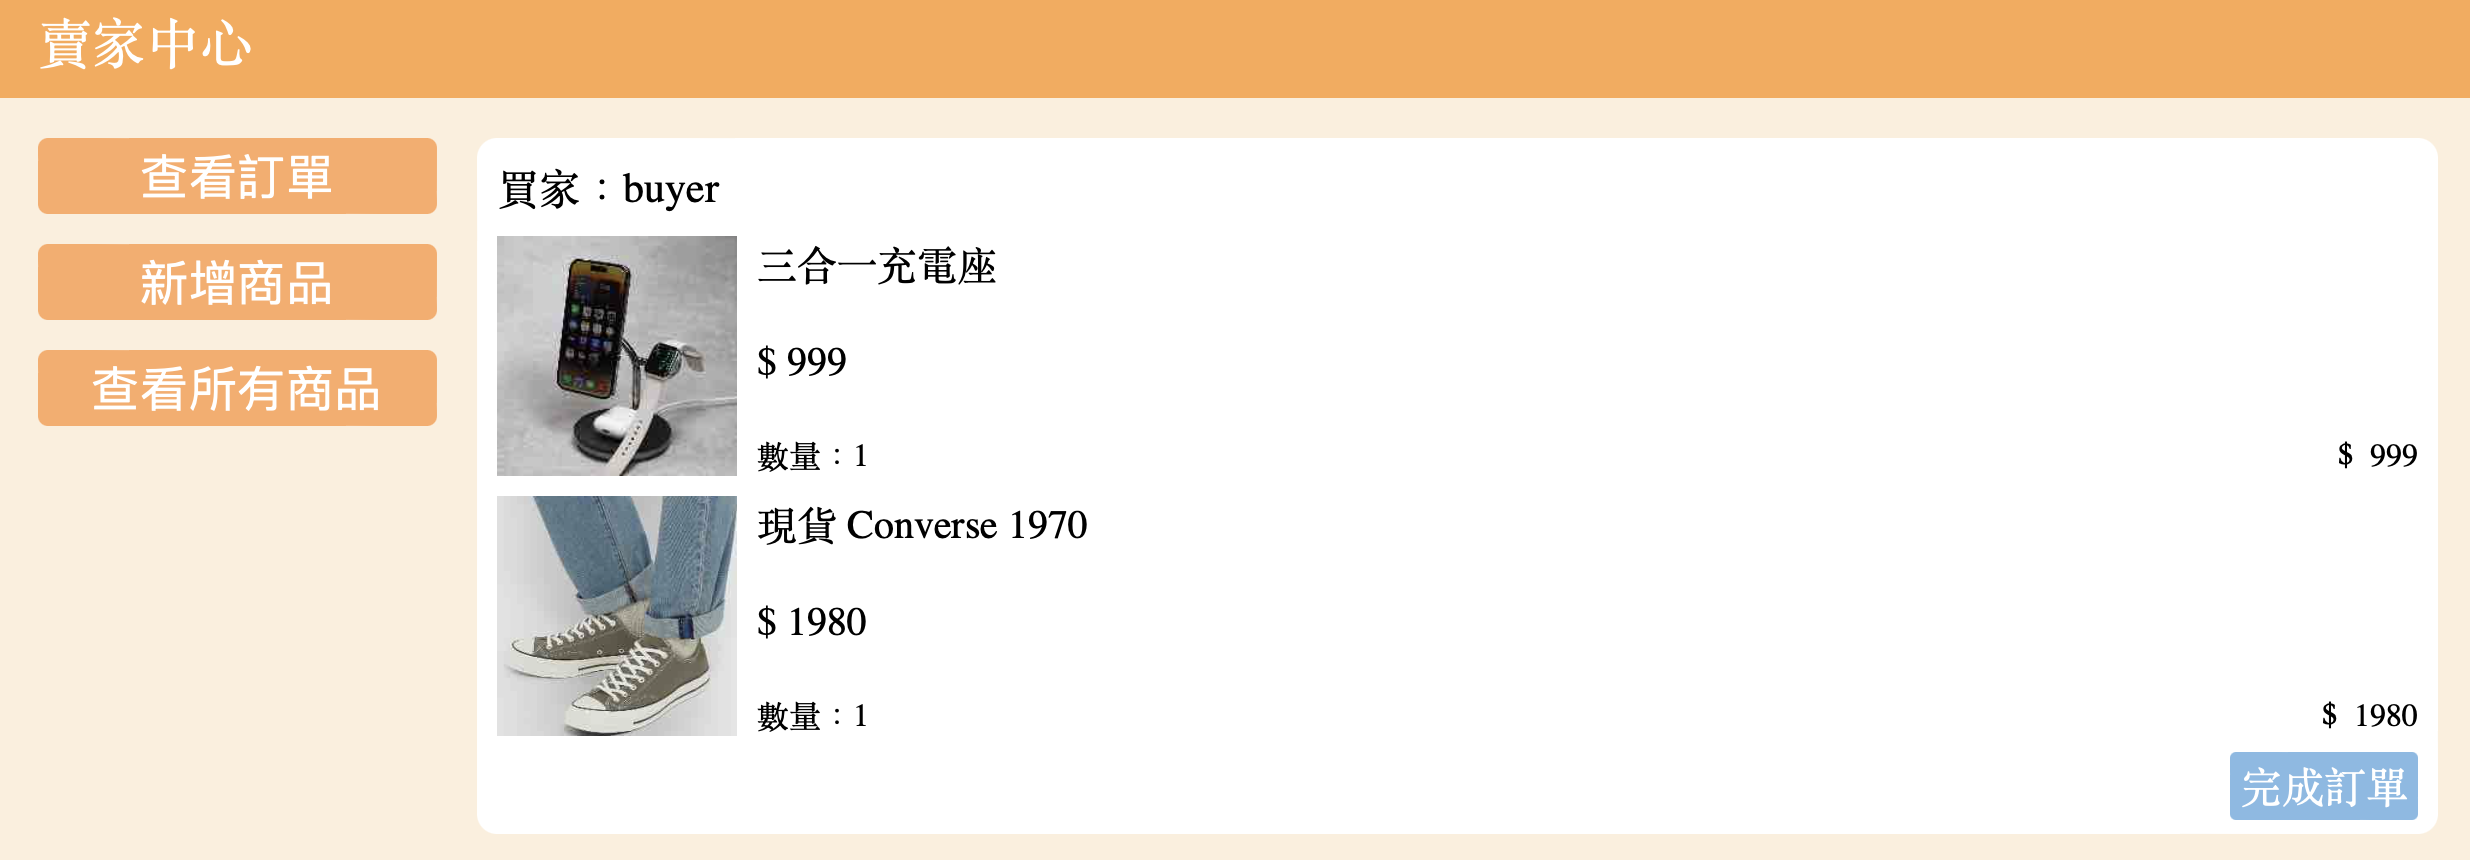 賣家中心
查看訂單
新增商品
查看所有商品
買家：buyer
三合一充電座
$ 999
數量：1
$ 999
現貨 Converse 1970
$ 1980
數量：1
$ 1980
完成訂單